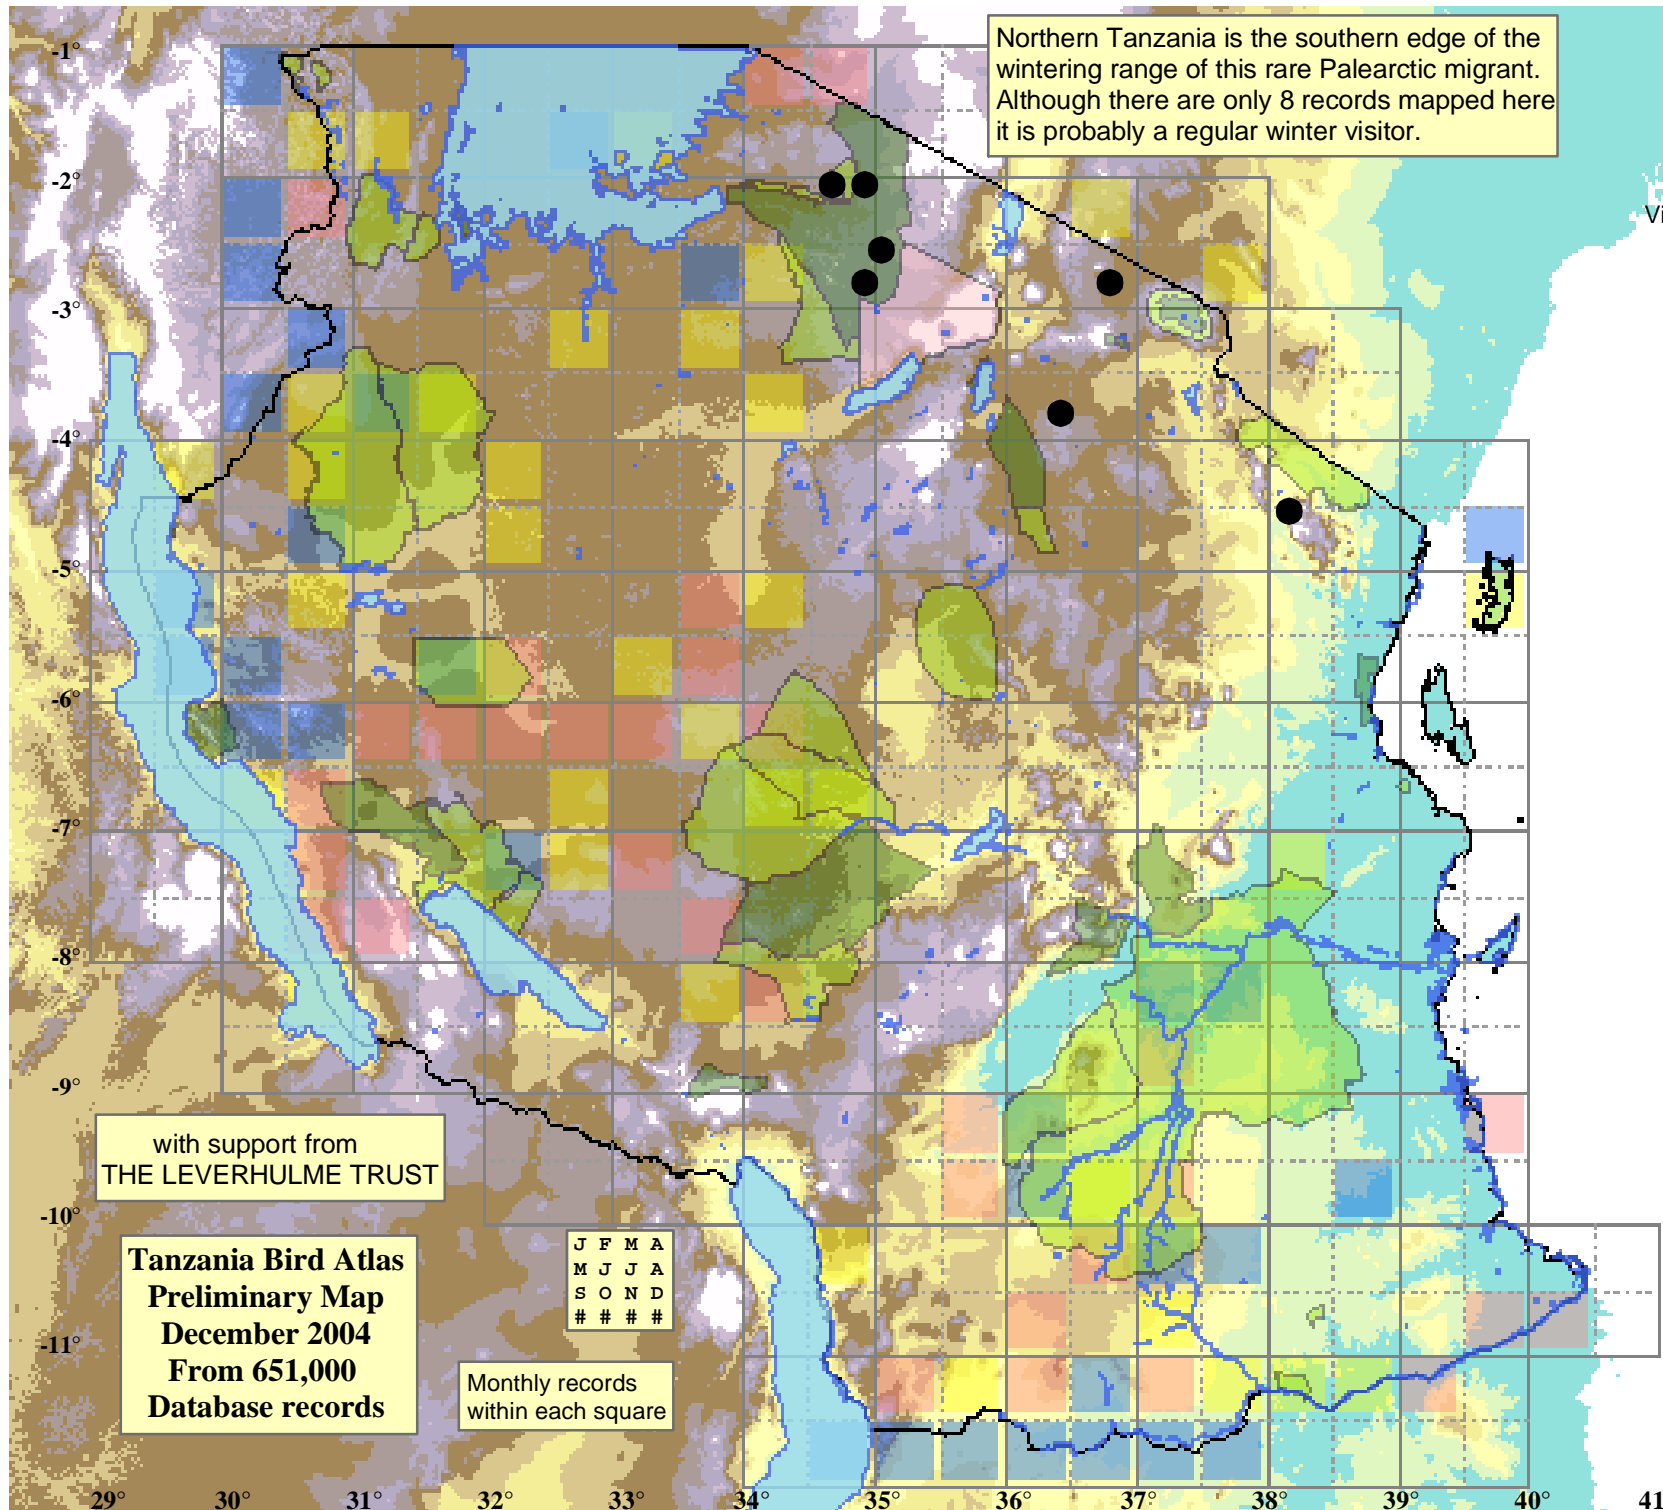 Northern Tanzania is the southern edge of the
wintering range of this rare Palearctic migrant.
Although there are only 8 records mapped here
it is probably a regular winter visitor.
-1°
-2°
Vi
-3°
-4°
-5°
-6°
-7°
-8°
-9°
with support from
THE LEVERHULME TRUST
-10°
Tanzania Bird Atlas
Preliminary Map
December 2004
From 651,000
Database records
J F M A
M J J A
S O N D
# # # #
-11°
Monthly records
within each square
29° 30° 31° 32° 33° 34° 35° 36° 37° 38° 39° 40° 41